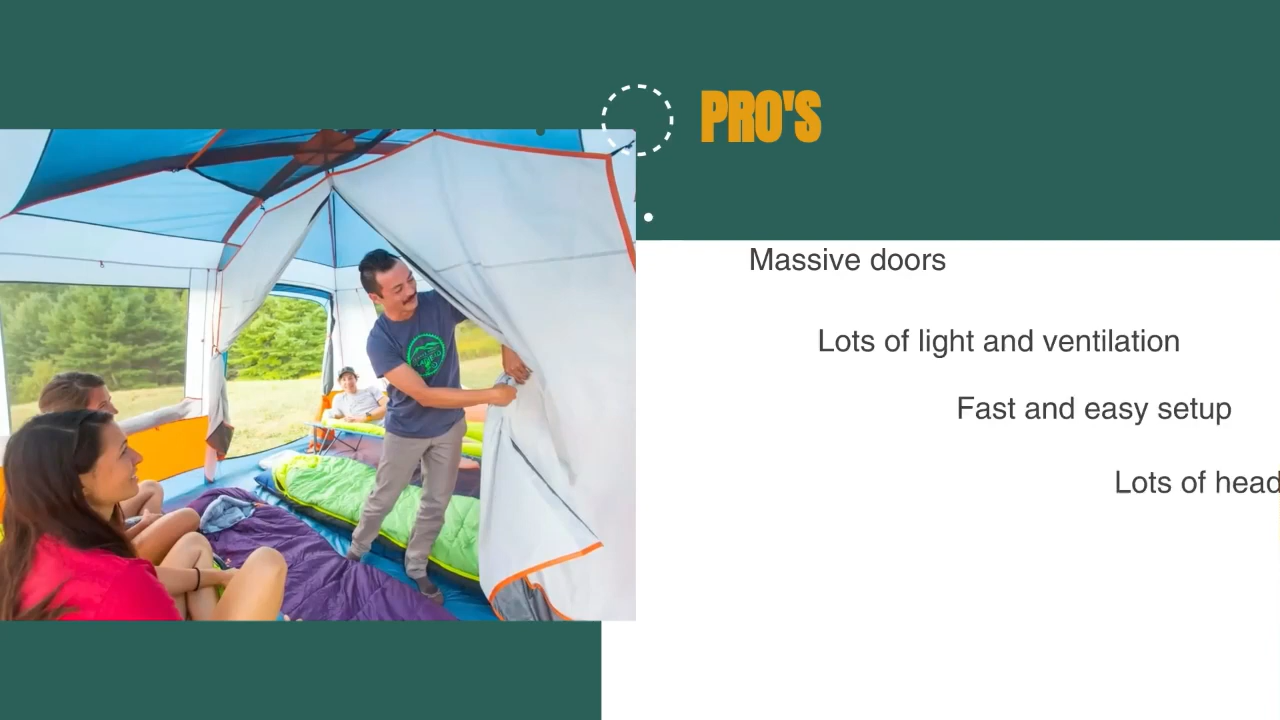 PRO'S
Massive doors
Lots of light and ventilation
Fast and easy setup
Lots of head